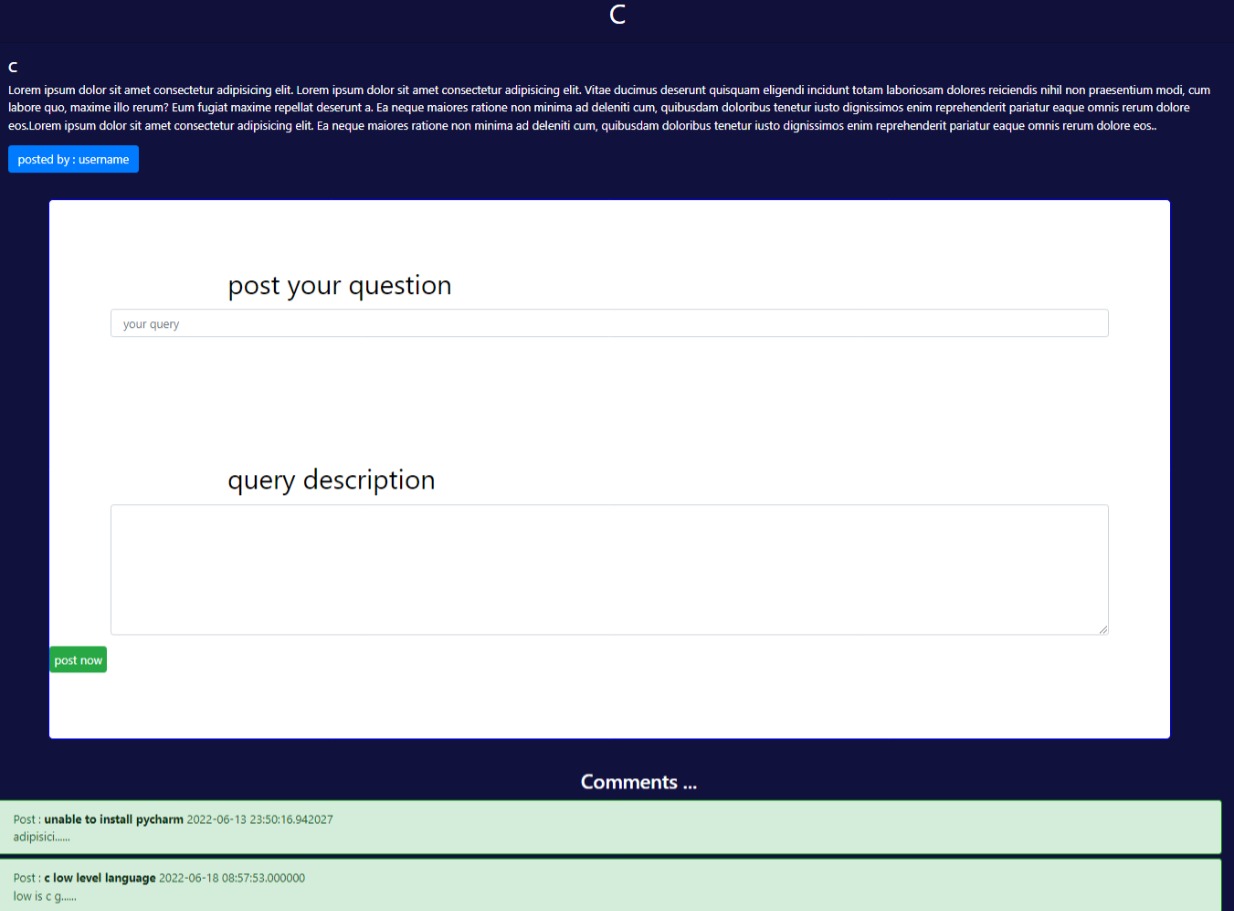 C
C
Lorem ipsum dolor sit amet consectetur adipisicing elit. Lorem ipsum dolor sit amet consectetur adipisicing elit. Vitae ducimus deserunt quisquam eligendi incidunt totam laboriosam dolores reiciendis nihil non praesentium modi, cum
labore quo, maxime illo rerum? Eum fugiat maxime repellat deserunt a. Ea neque maiores ratione non minima ad deleniti cum, quibusdam doloribus tenetur iusto dignissimos enim reprehenderit pariatur eaque omnis rerum dolore
eos.Lorem ipsum dolor sit amet consectetur adipisicing elit. Ea neque maiores ratione non minima ad deleniti cum, quibusdam doloribus tenetur iusto dignissimos enim reprehenderit pariatur eaque omnis rerum dolore eos..
posted by : username
post your question
your query
query description
post now
Comments ...
Post : unable to install pycharm 2022-06-13 23:50:16.942027
adipisici......
Post : c low level language 2022-06-18 08:57:53.000000
low is c g......